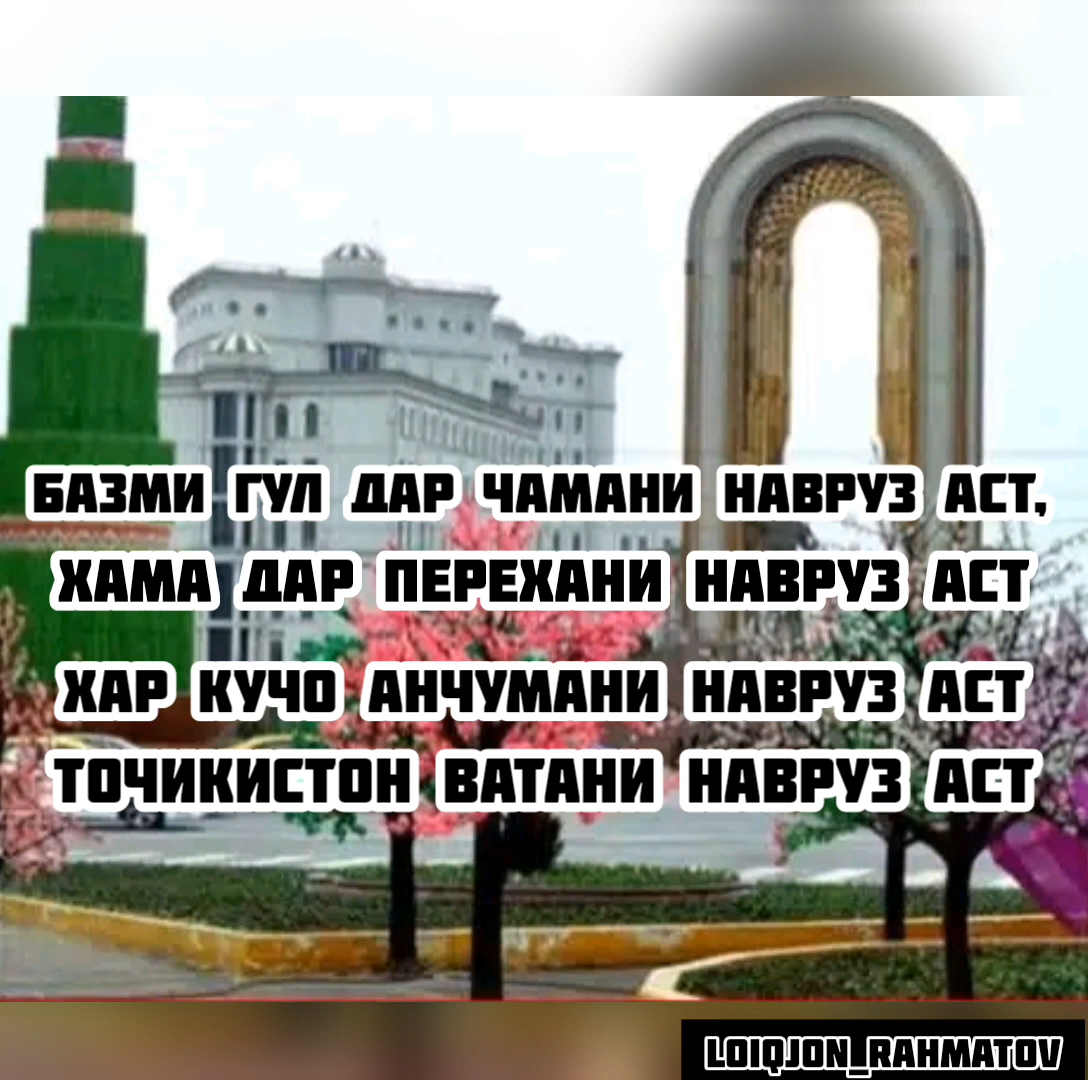 БАЗМИ ГУЛ ДАР ЧАМАНИ НАВРУЗ АСТ,
ХАМА ДАР ПЕРЕХАНИ НАВРУЗ АСТ
ХАР КУЧО АНЧУМАНИ НАВРУЗ АСТ
ТОЧИКИСТОН ВАТАНИ НАВРУЗ АСТ
LOIQJON_RAHMATOV